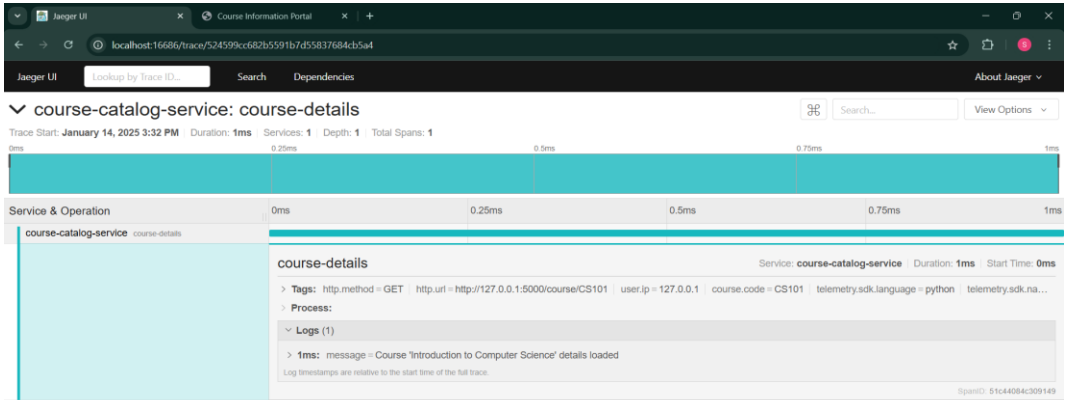 Jaeger UI
Course Information Portal
localhost:16686/trace/524599cc682b5591b7d55837684cb5a4
S
Jaeger UI Lookup by Trace ID... Search Dependencies About Jaeger
course-catalog-service: course-details Search... View Options
Trace Start: January 14, 2025 3:32 PM Duration: 1ms Services: 1 Depth: 1 Total Spans: 1
0ms 0.25ms 0.5ms 0.75ms 1ms
Service & Operation 0ms 0.25ms 0.5ms 0.75ms 1ms
course-catalog-service course-details
course-details Service: course-catalog-service Duration: 1ms Start Time: 0ms
Tags: http.method = GET http.url = http://127.0.0.1:5000/course/CS101 user.ip = 127.0.0.1 course.code = CS101 telemetry.sdk.language = python telemetry.sdk.na...
Process:
Logs (1)
1ms: message = Course 'Introduction to Computer Science' details loaded
Log timestamps are relative to the start time of the full trace.
SpanID: 51c44084c309149